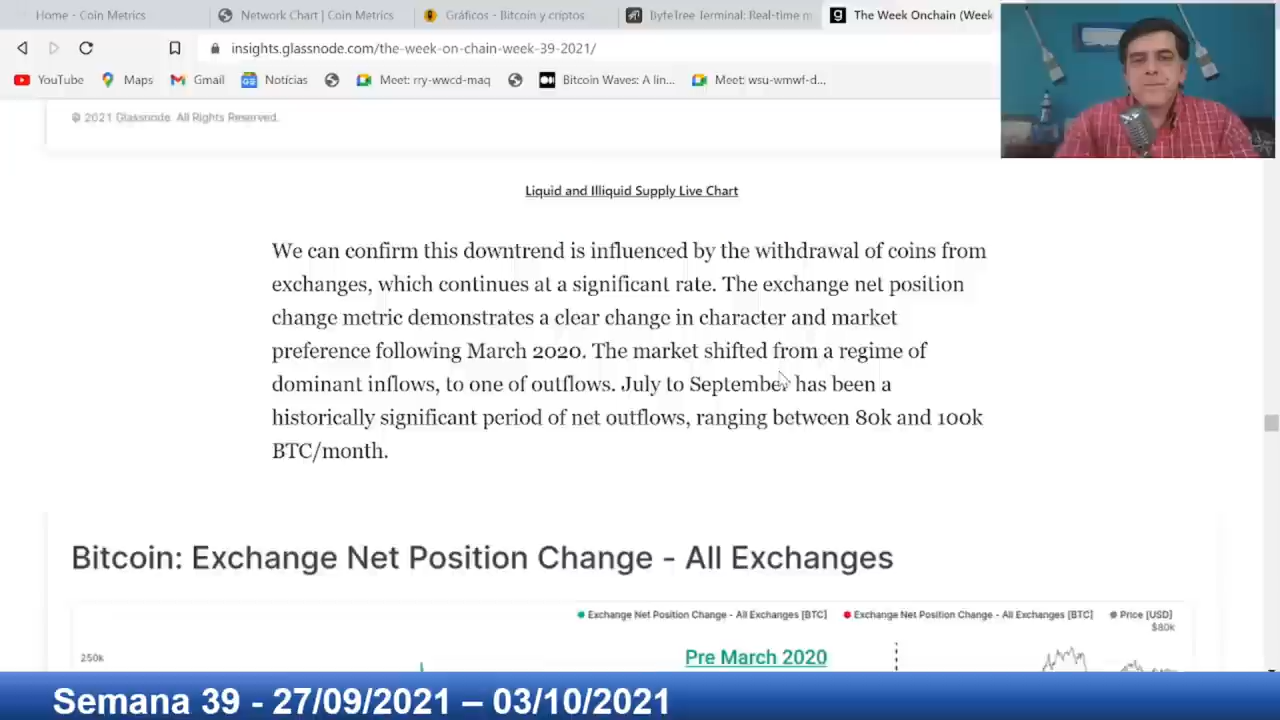 Home - Coin Metrics
Network Chart | Coin Metrics
Gráficos - Bitcoin y criptos
ByteTree Terminal: Real-time m
The Week Onchain (Week
insights.glassnode.com/the-week-on-chain-week-39-2021/
YouTube
Maps
Gmail
Notícias
Meet: rry-wwcd-maq
Bitcoin Waves: A lin...
Meet: wsu-wmwf-d...
© 2021 Glassnode. All Rights Reserved.
Liquid and Illiquid Supply Live Chart
We can confirm this downtrend is influenced by the withdrawal of coins from
exchanges, which continues at a significant rate. The exchange net position
change metric demonstrates a clear change in character and market
preference following March 2020. The market shifted from a regime of
dominant inflows, to one of outflows. July to September has been a
historically significant period of net outflows, ranging between 80k and 100k
BTC/month.
Bitcoin: Exchange Net Position Change - All Exchanges
Exchange Net Position Change - All Exchanges [BTC]
Exchange Net Position Change - All Exchanges [BTC]
Price [USD]
$80k
250k
Pre March 2020
Semana 39 - 27/09/2021 – 03/10/2021